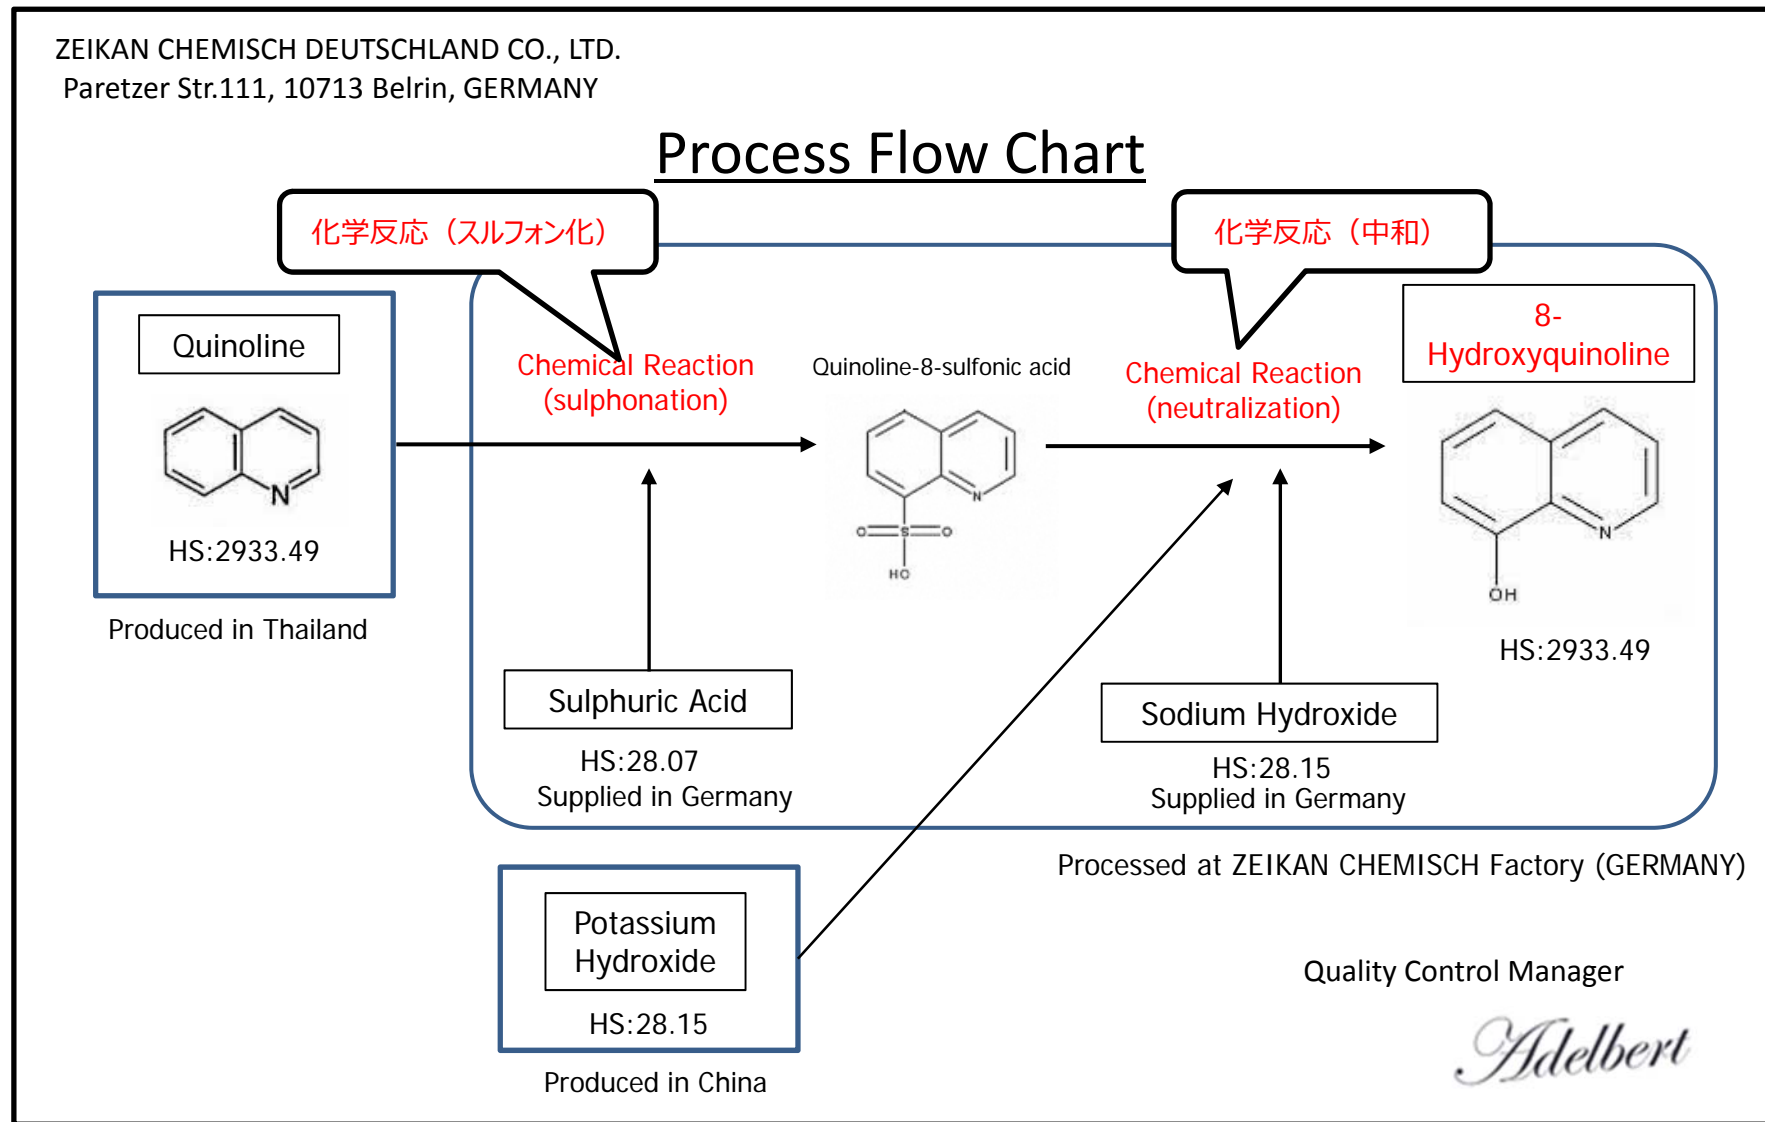 ZEIKAN CHEMISCH DEUTSCHLAND CO., LTD.
Paretzer Str.111, 10713 Belrin, GERMANY
Process Flow Chart
化学反応（スルフォン化）
化学反応（中和）
Quinoline
N
HS:2933.49
Produced in Thailand
Chemical Reaction
(sulphonation)
Quinoline-8-sulfonic acid
N
O S O
HO
Chemical Reaction
(neutralization)
8-
Hydroxyquinoline
N
OH
HS:2933.49
Sulphuric Acid
HS:28.07
Supplied in Germany
Sodium Hydroxide
HS:28.15
Supplied in Germany
Processed at ZEIKAN CHEMISCH Factory (GERMANY)
Potassium
Hydroxide
HS:28.15
Produced in China
Quality Control Manager
Adelbert